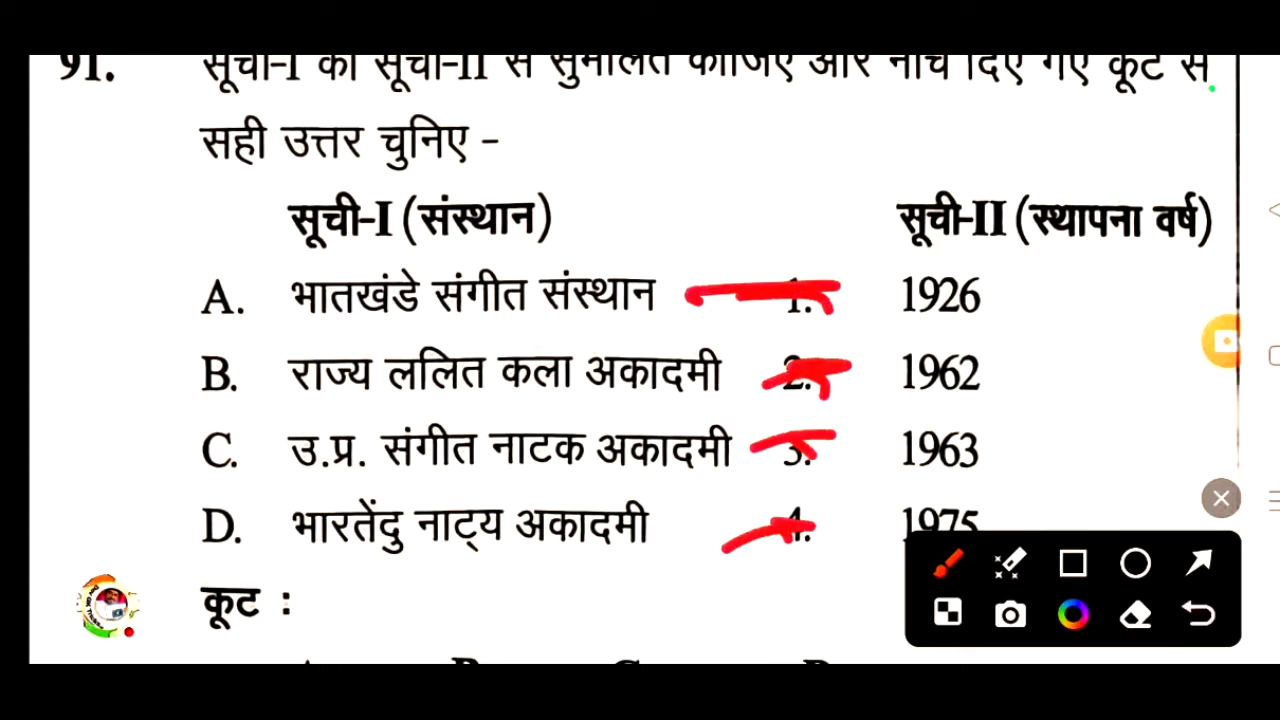 91. सूची-I को सूची-II से सुमेलित कीजिए और नीचे दिए गए कूट से
सही उत्तर चुनिए -
सूची-I (संस्थान) सूची-II (स्थापना वर्ष)
A. भातखंडे संगीत संस्थान 1. 1926
B. राज्य ललित कला अकादमी 2. 1962
C. उ.प्र. संगीत नाटक अकादमी 3. 1963
D. भारतेंदु नाट्य अकादमी 4. 1975
कूट :